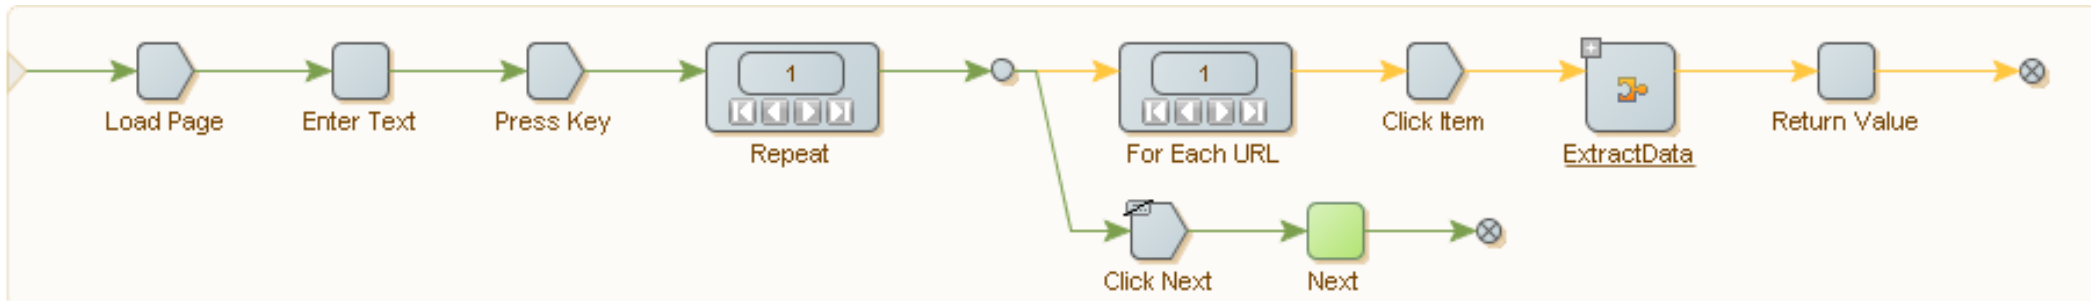 1
1
Load Page
Enter Text
Press Key
Repeat
For Each URL
Click Item
ExtractData
Return Value
Click Next
Next